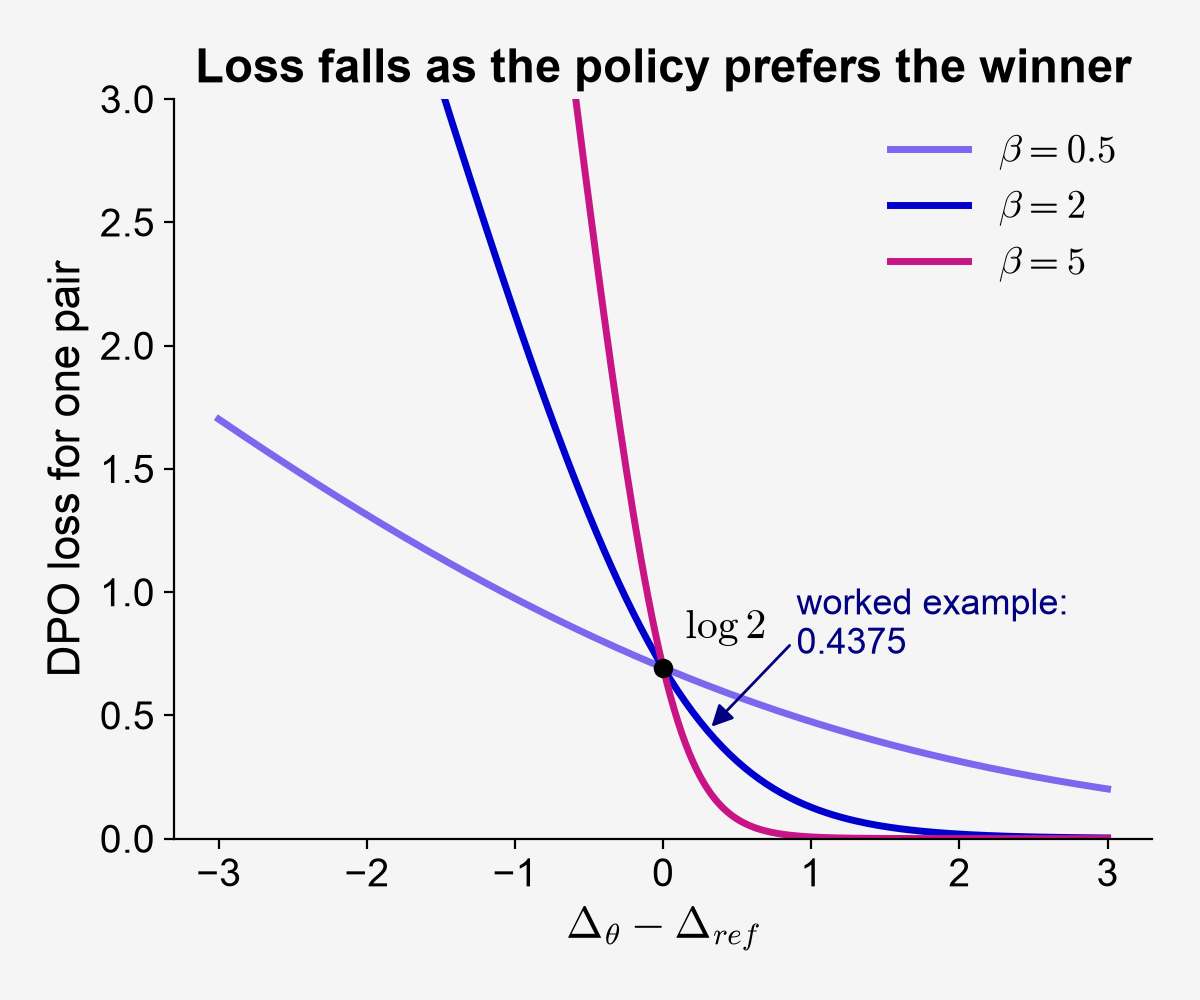 Loss falls as the policy prefers the winner
DPO loss for one pair
3.0
2.5
2.0
1.5
1.0
0.5
0.0
−3
−2
−1
0
1
2
3
Δ_θ − Δ_ref
β = 0.5
β = 2
β = 5
log 2
worked example:
0.4375